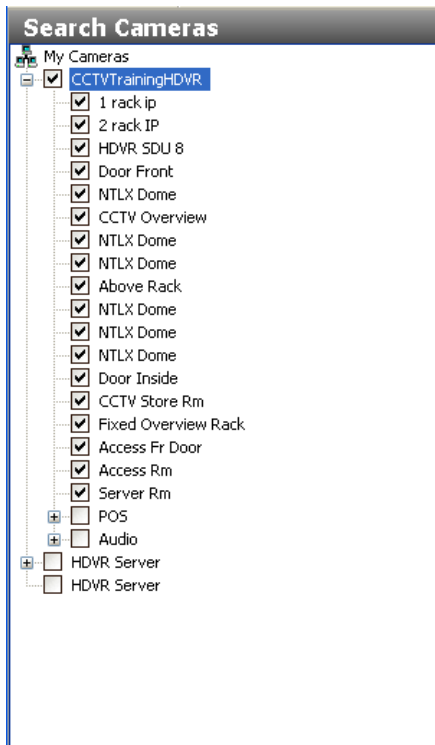 Search Cameras
My Cameras
CCTVTrainingHDVR
1 rack ip
2 rack IP
HDVR SDU 8
Door Front
NTLX Dome
CCTV Overview
NTLX Dome
NTLX Dome
Above Rack
NTLX Dome
NTLX Dome
NTLX Dome
Door Inside
CCTV Store Rm
Fixed Overview Rack
Access Fr Door
Access Rm
Server Rm
POS
Audio
HDVR Server
HDVR Server